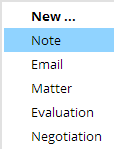 New ...
Note
Email
Matter
Evaluation
Negotiation